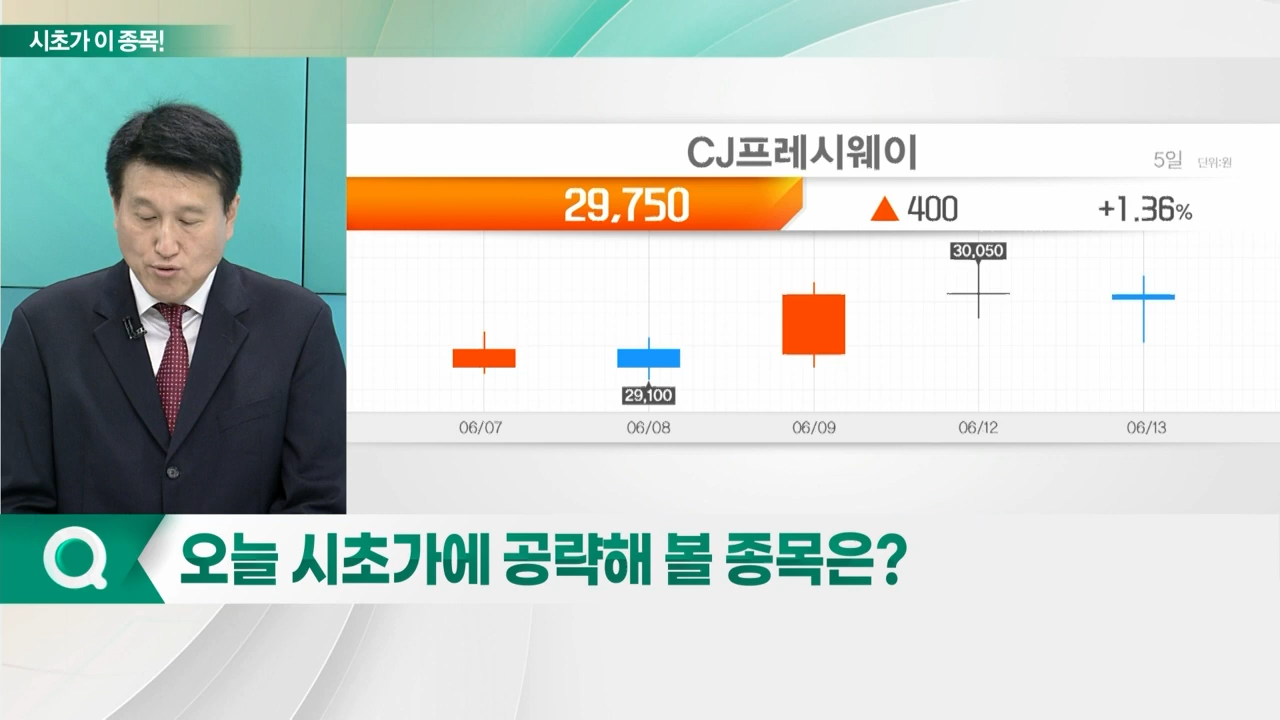 시초가 이 종목!
CJ프레시웨이
5일 단위:원
29,750 ▲ 400 +1.36%
30,050
29,100
06/07 06/08 06/09 06/12 06/13
Q 오늘 시초가에 공략해 볼 종목은?